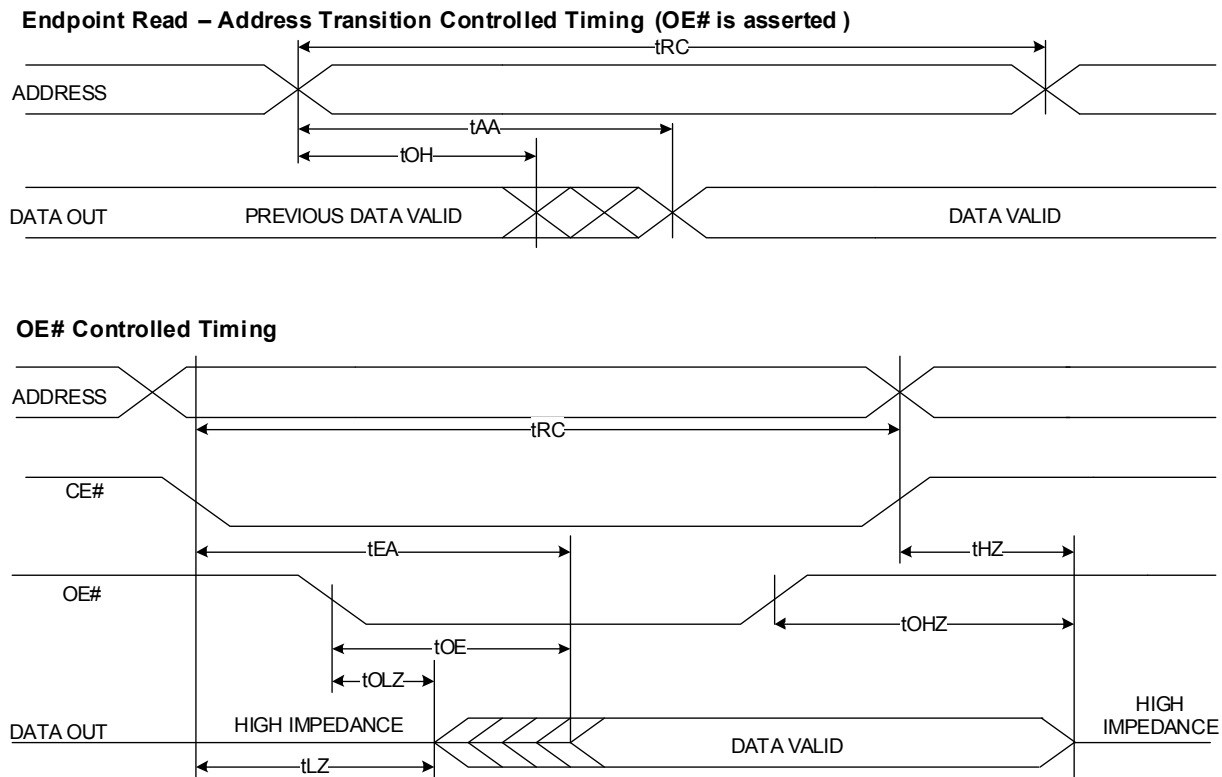 Endpoint Read – Address Transition Controlled Timing (OE# is asserted )
tRC
ADDRESS
tAA
tOH
DATA OUT
PREVIOUS DATA VALID
DATA VALID
OE# Controlled Timing
ADDRESS
tRC
CE#
tEA
tHZ
OE#
tOHZ
tOE
tOLZ
DATA OUT
HIGH IMPEDANCE
DATA VALID
HIGH
IMPEDANCE
tLZ